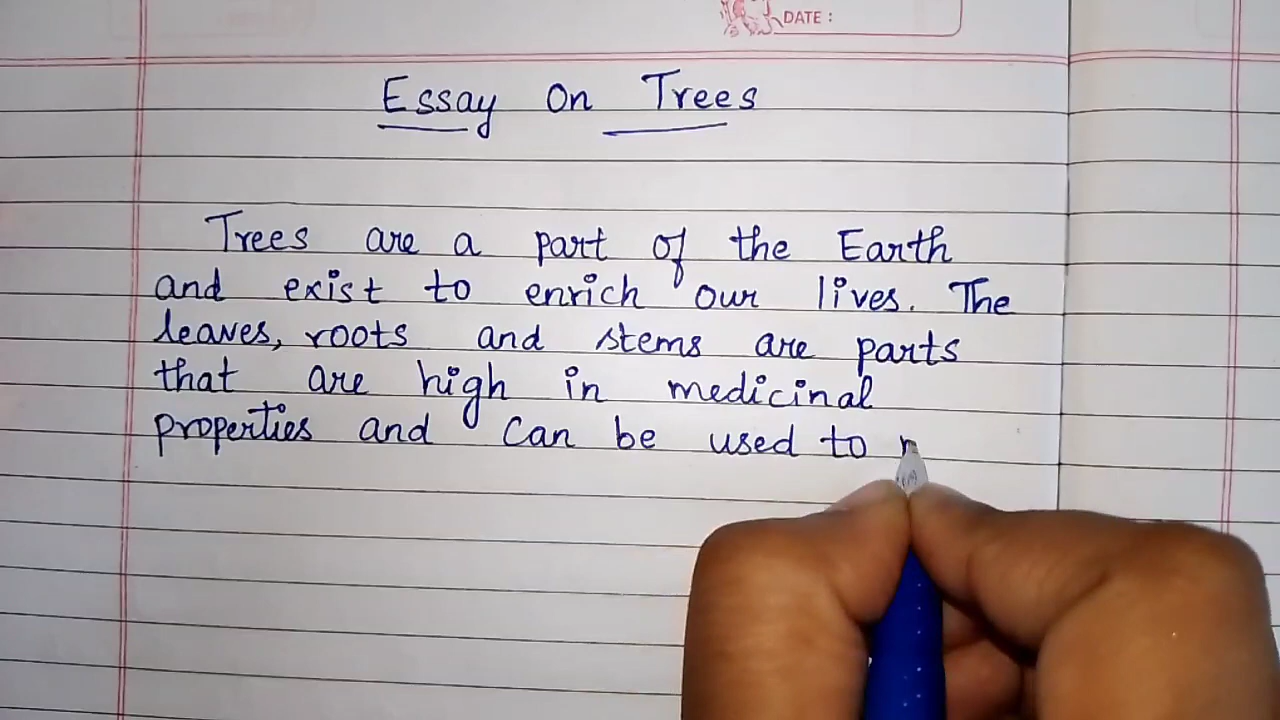 DATE :
Essay on Trees
Trees are a part of the Earth
and exist to enrich our lives. The
leaves, roots and stems are parts
that are high in medicinal
properties and can be used to